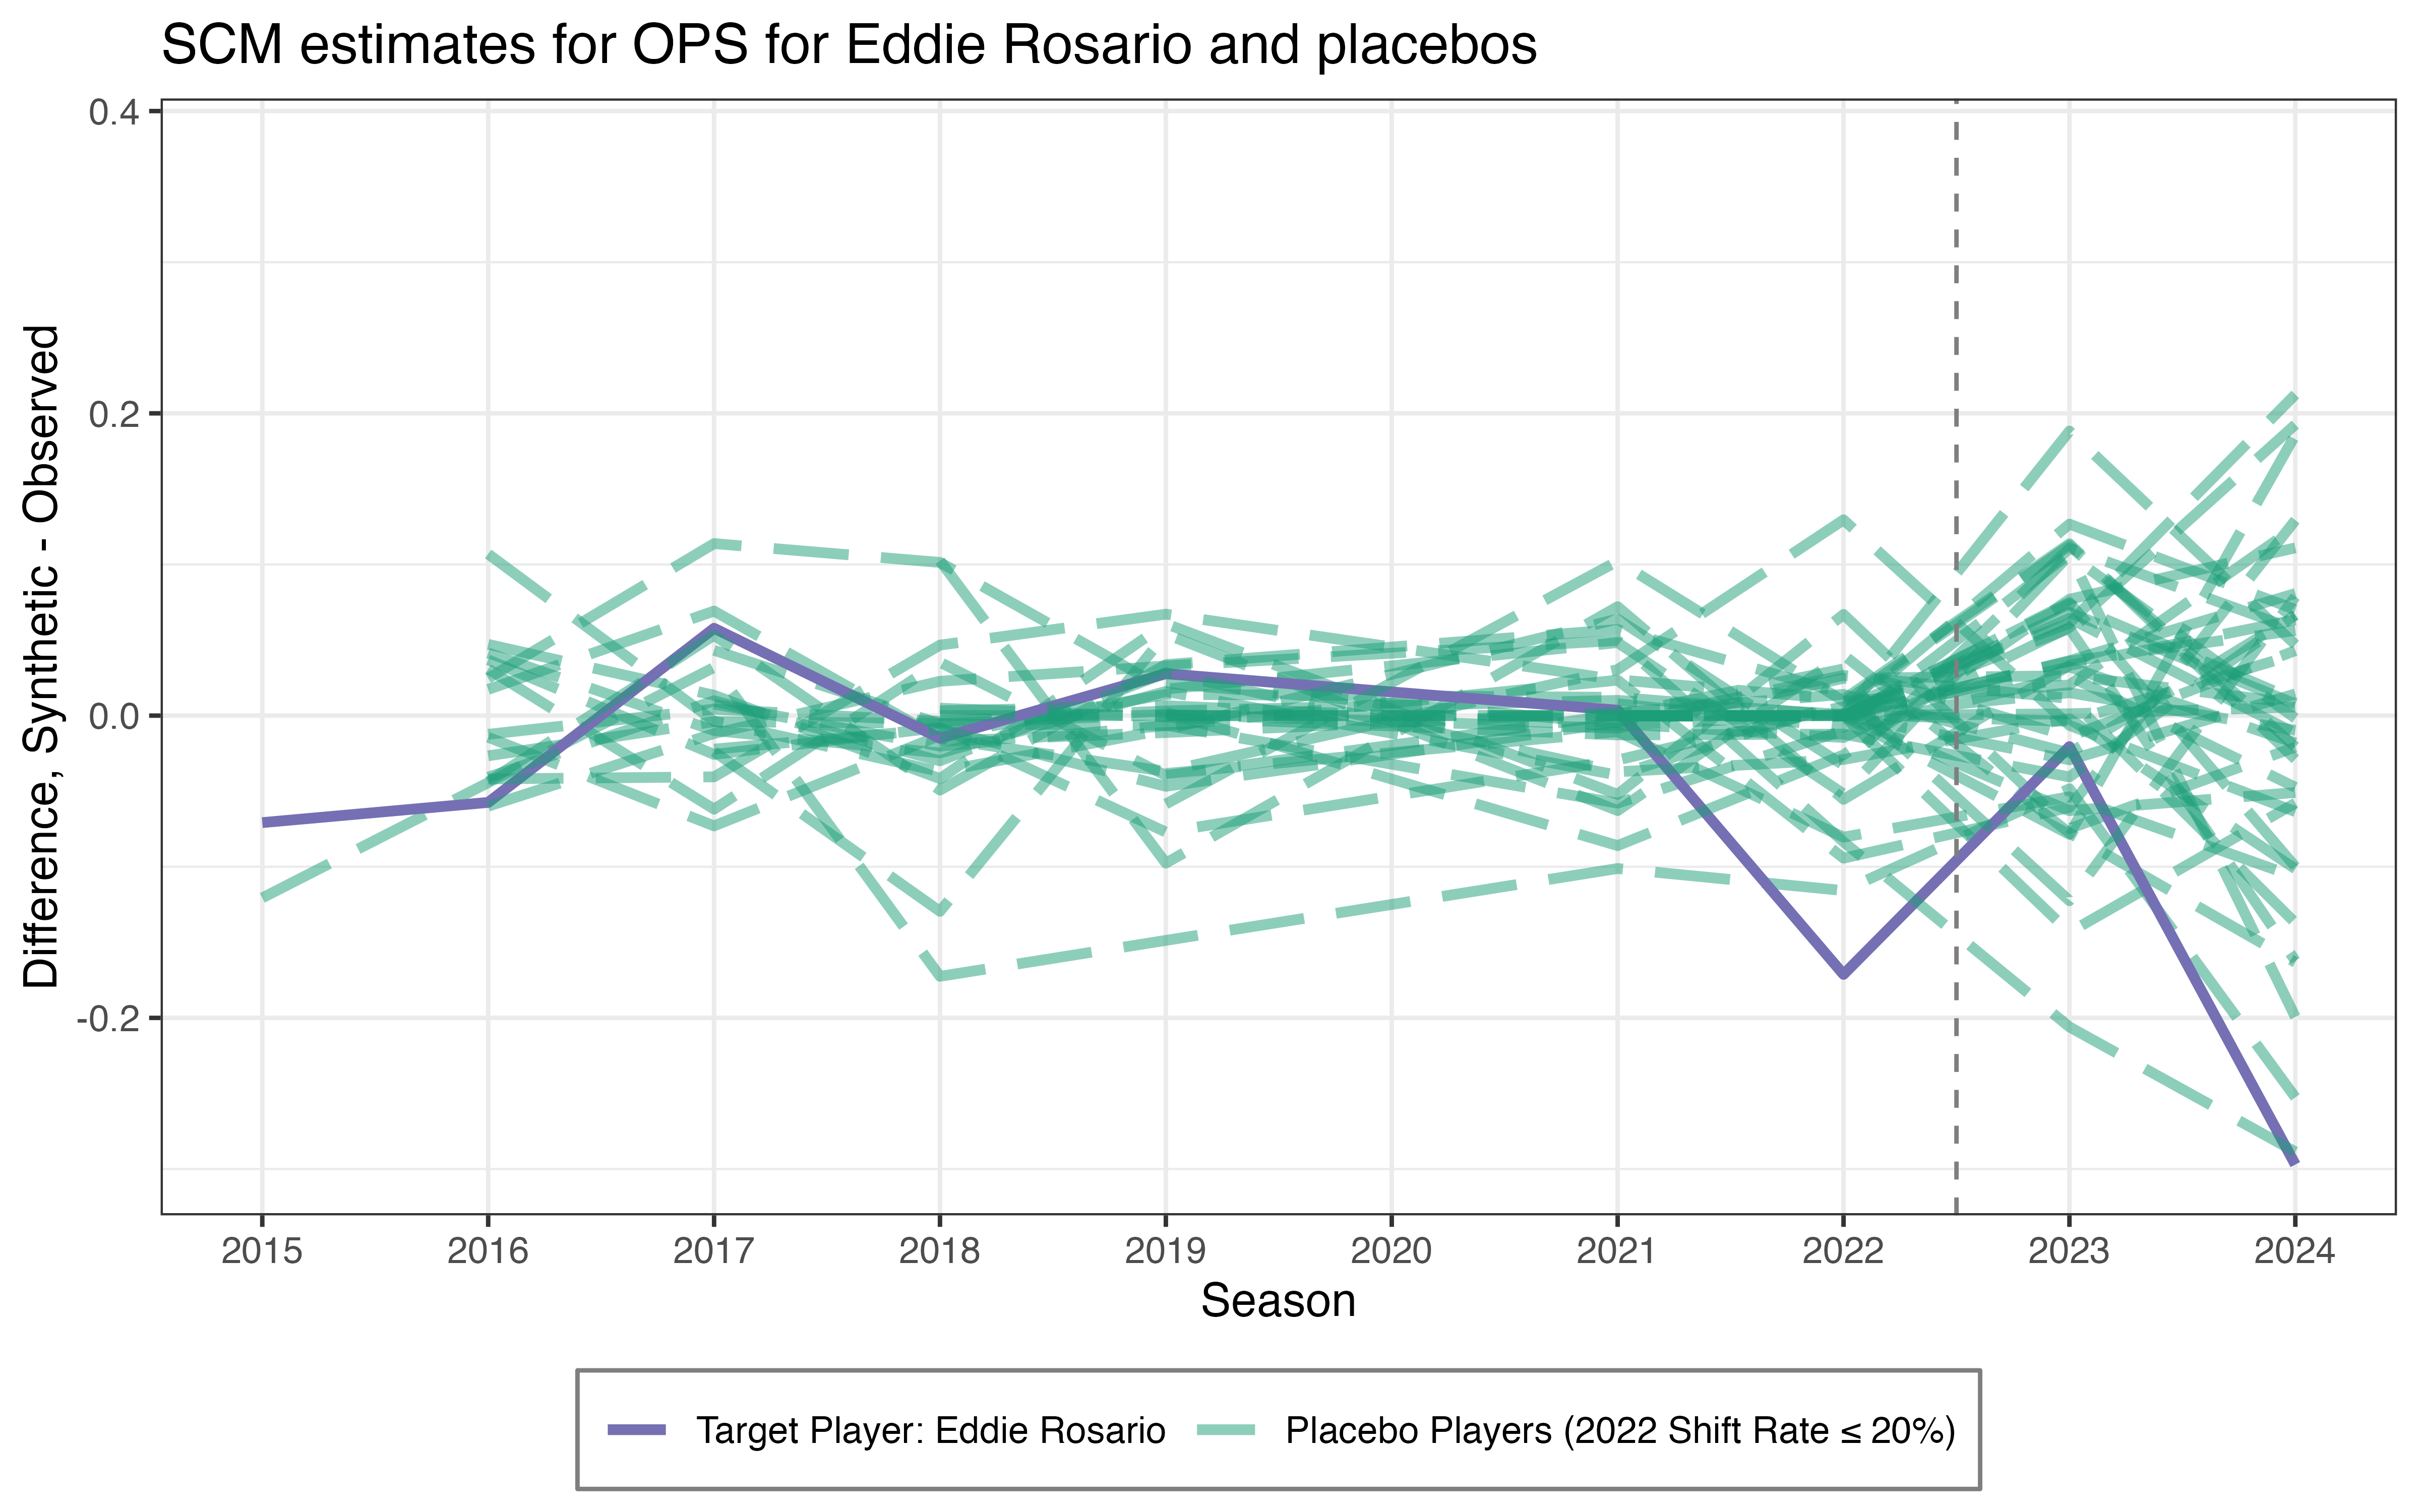 SCM estimates for OPS for Eddie Rosario and placebos
Difference, Synthetic - Observed
0.4
0.2
0.0
-0.2
2015 2016 2017 2018 2019 2020 2021 2022 2023 2024
Season
Target Player: Eddie Rosario Placebo Players (2022 Shift Rate ≤ 20%)